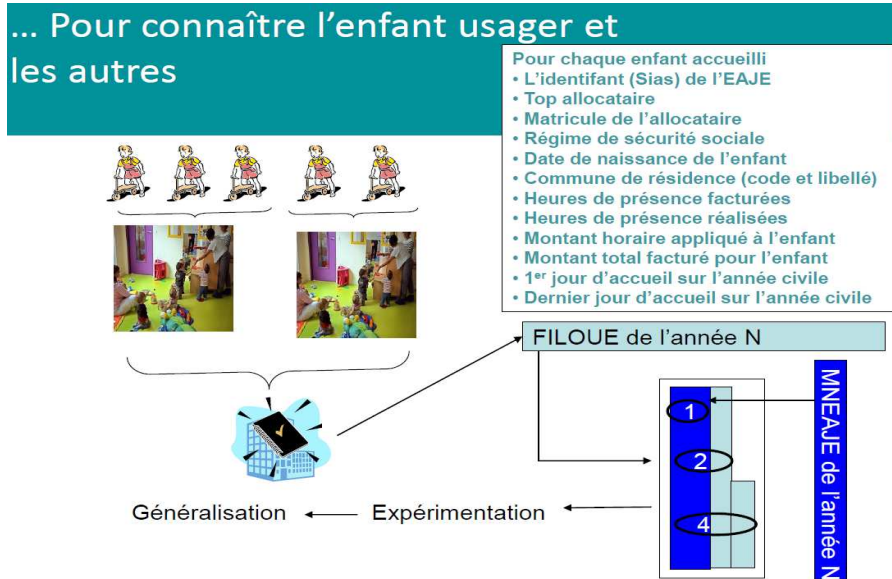 ... Pour connaître l'enfant usager et
les autres
Pour chaque enfant accueilli
• L'identifant (Sias) de l'EAJE
• Top allocataire
• Matricule de l'allocataire
• Régime de sécurité sociale
• Date de naissance de l'enfant
• Commune de résidence (code et libellé)
• Heures de présence facturées
• Heures de présence réalisées
• Montant horaire appliqué à l'enfant
• Montant total facturé pour l'enfant
• 1er jour d'accueil sur l'année civile
• Dernier jour d'accueil sur l'année civile
FILOUE de l'année N
MNEAJE de l'année N
1
2
4
Généralisation
Expérimentation